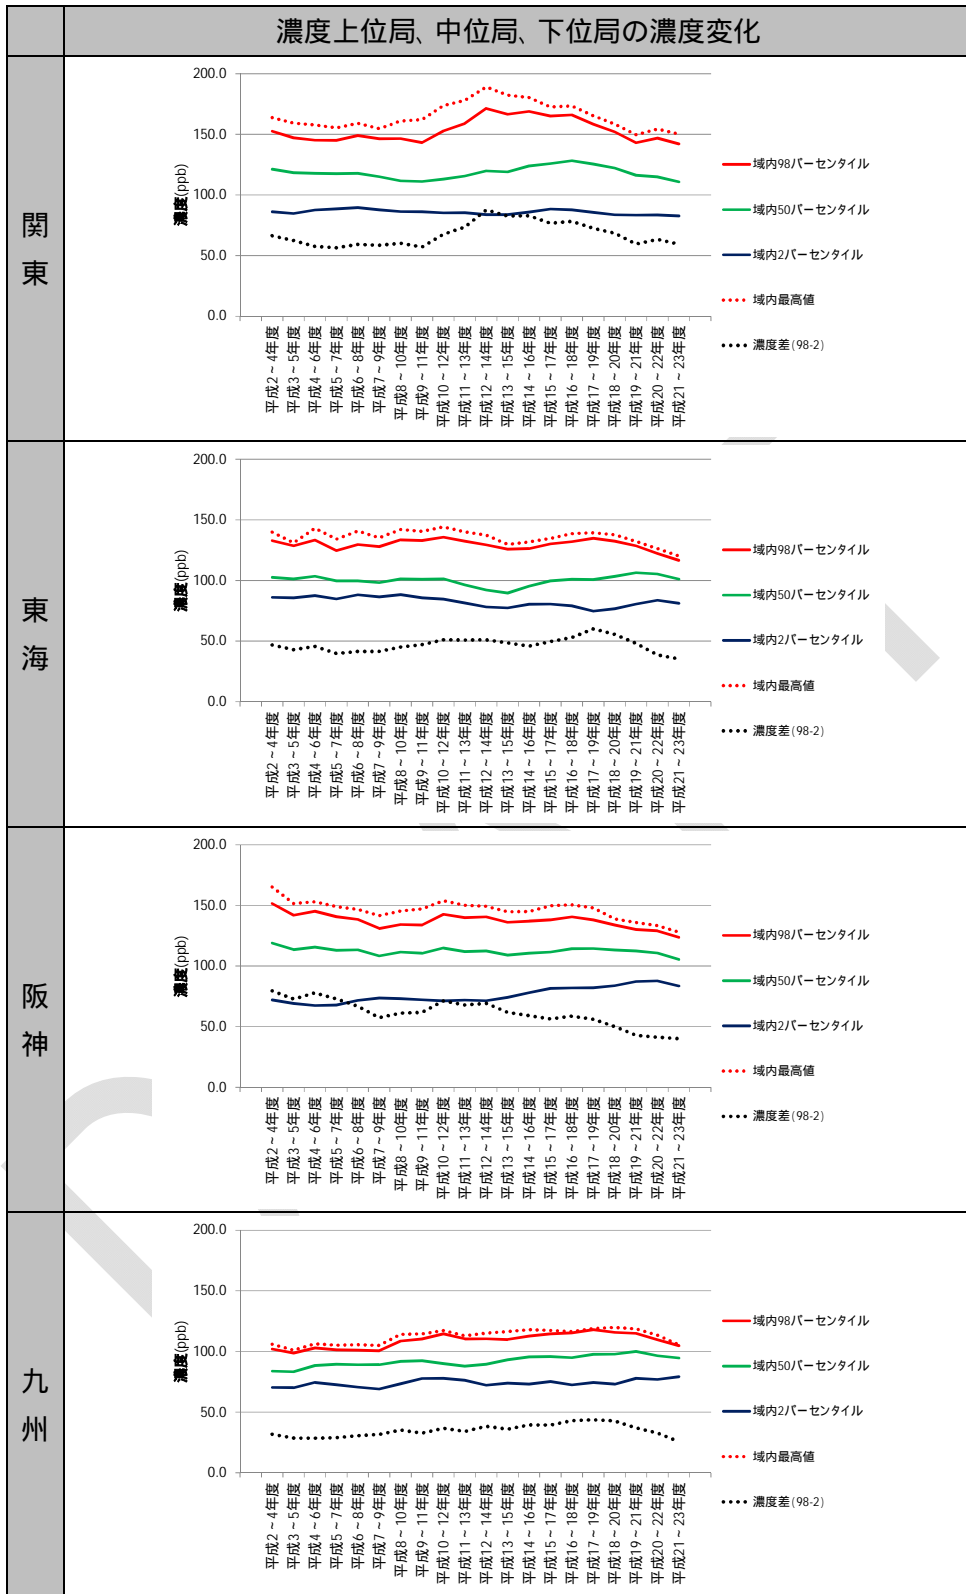 濃度上位局、中位局、下位局の濃度変化
関東
濃度(ppb)
200.0
150.0
100.0
50.0
0.0
平成2～4年度
平成3～5年度
平成4～6年度
平成5～7年度
平成6～8年度
平成7～9年度
平成8～10年度
平成9～11年度
平成10～12年度
平成11～13年度
平成12～14年度
平成13～15年度
平成14～16年度
平成15～17年度
平成16～18年度
平成17～19年度
平成18～20年度
平成19～21年度
平成20～22年度
平成21～23年度
域内98パーセンタイル
域内50パーセンタイル
域内2パーセンタイル
域内最高値
濃度差(98-2)
東海
濃度(ppb)
200.0
150.0
100.0
50.0
0.0
平成2～4年度
平成3～5年度
平成4～6年度
平成5～7年度
平成6～8年度
平成7～9年度
平成8～10年度
平成9～11年度
平成10～12年度
平成11～13年度
平成12～14年度
平成13～15年度
平成14～16年度
平成15～17年度
平成16～18年度
平成17～19年度
平成18～20年度
平成19～21年度
平成20～22年度
平成21～23年度
域内98パーセンタイル
域内50パーセンタイル
域内2パーセンタイル
域内最高値
濃度差(98-2)
阪神
濃度(ppb)
200.0
150.0
100.0
50.0
0.0
平成2～4年度
平成3～5年度
平成4～6年度
平成5～7年度
平成6～8年度
平成7～9年度
平成8～10年度
平成9～11年度
平成10～12年度
平成11～13年度
平成12～14年度
平成13～15年度
平成14～16年度
平成15～17年度
平成16～18年度
平成17～19年度
平成18～20年度
平成19～21年度
平成20～22年度
平成21～23年度
域内98パーセンタイル
域内50パーセンタイル
域内2パーセンタイル
域内最高値
濃度差(98-2)
九州
濃度(ppb)
200.0
150.0
100.0
50.0
0.0
平成2～4年度
平成3～5年度
平成4～6年度
平成5～7年度
平成6～8年度
平成7～9年度
平成8～10年度
平成9～11年度
平成10～12年度
平成11～13年度
平成12～14年度
平成13～15年度
平成14～16年度
平成15～17年度
平成16～18年度
平成17～19年度
平成18～20年度
平成19～21年度
平成20～22年度
平成21～23年度
域内98パーセンタイル
域内50パーセンタイル
域内2パーセンタイル
域内最高値
濃度差(98-2)